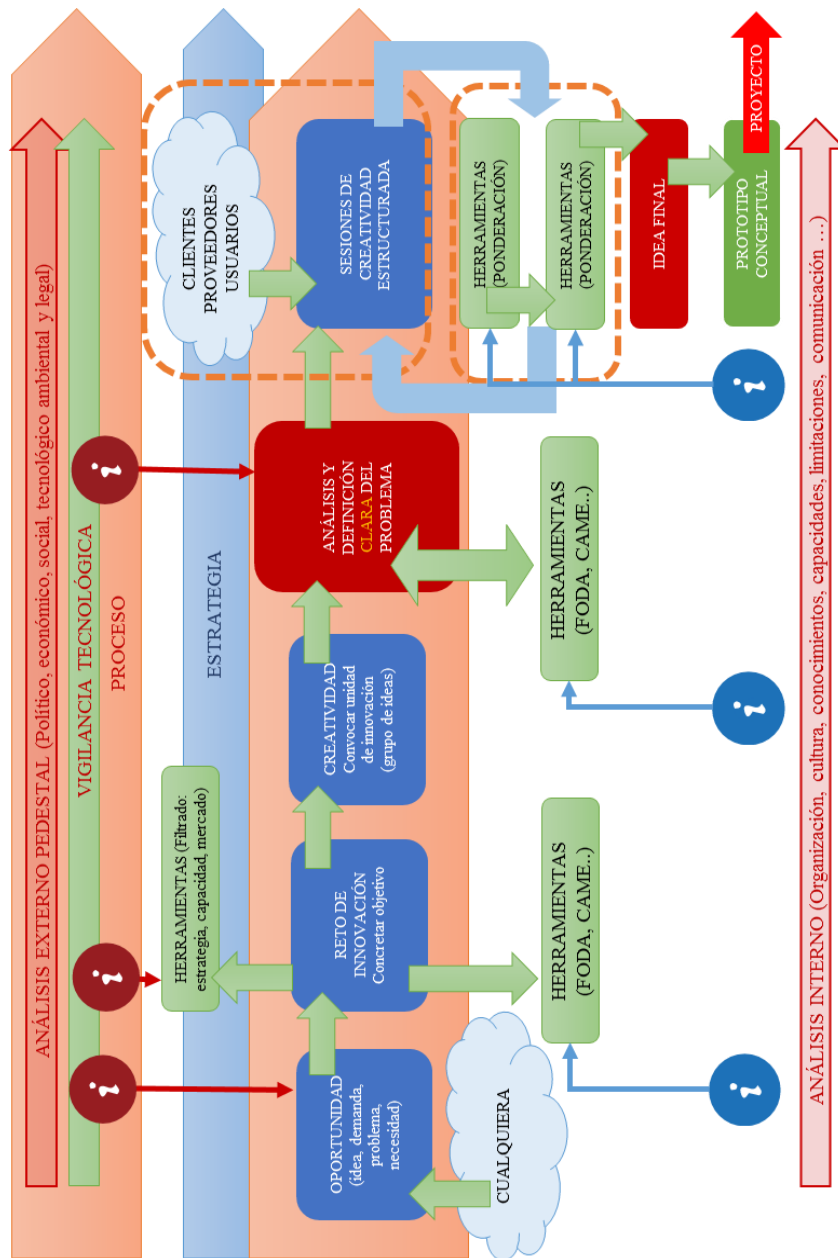 ANÁLISIS EXTERNO PEDESTAL (Político, económico, social, tecnológico ambiental y legal)
VIGILANCIA TECNOLÓGICA
PROCESO
i
i
i
HERRAMIENTAS (Filtrado:
estrategia, capacidad, mercado)
ESTRATEGIA
CLIENTES
PROVEEDORES
USUARIOS
OPORTUNIDAD
(idea, demanda,
problema,
necesidad)
RETO DE
INNOVACIÓN
Concretar objetivo
CREATIVIDAD
Convocar unidad
de innovación
(grupo de ideas)
ANÁLISIS Y
DEFINICIÓN
CLARA DEL
PROBLEMA
SESIONES DE
CREATIVIDAD
ESTRUCTURADA
CUALQUIERA
HERRAMIENTAS
(FODA, CAME..)
HERRAMIENTAS
(FODA, CAME..)
HERRAMIENTAS
(PONDERACIÓN)
HERRAMIENTAS
(PONDERACIÓN)
IDEA FINAL
PROTOTIPO
CONCEPTUAL
PROYECTO
i
i
i
ANÁLISIS INTERNO (Organización, cultura, conocimientos, capacidades, limitaciones, comunicación …)